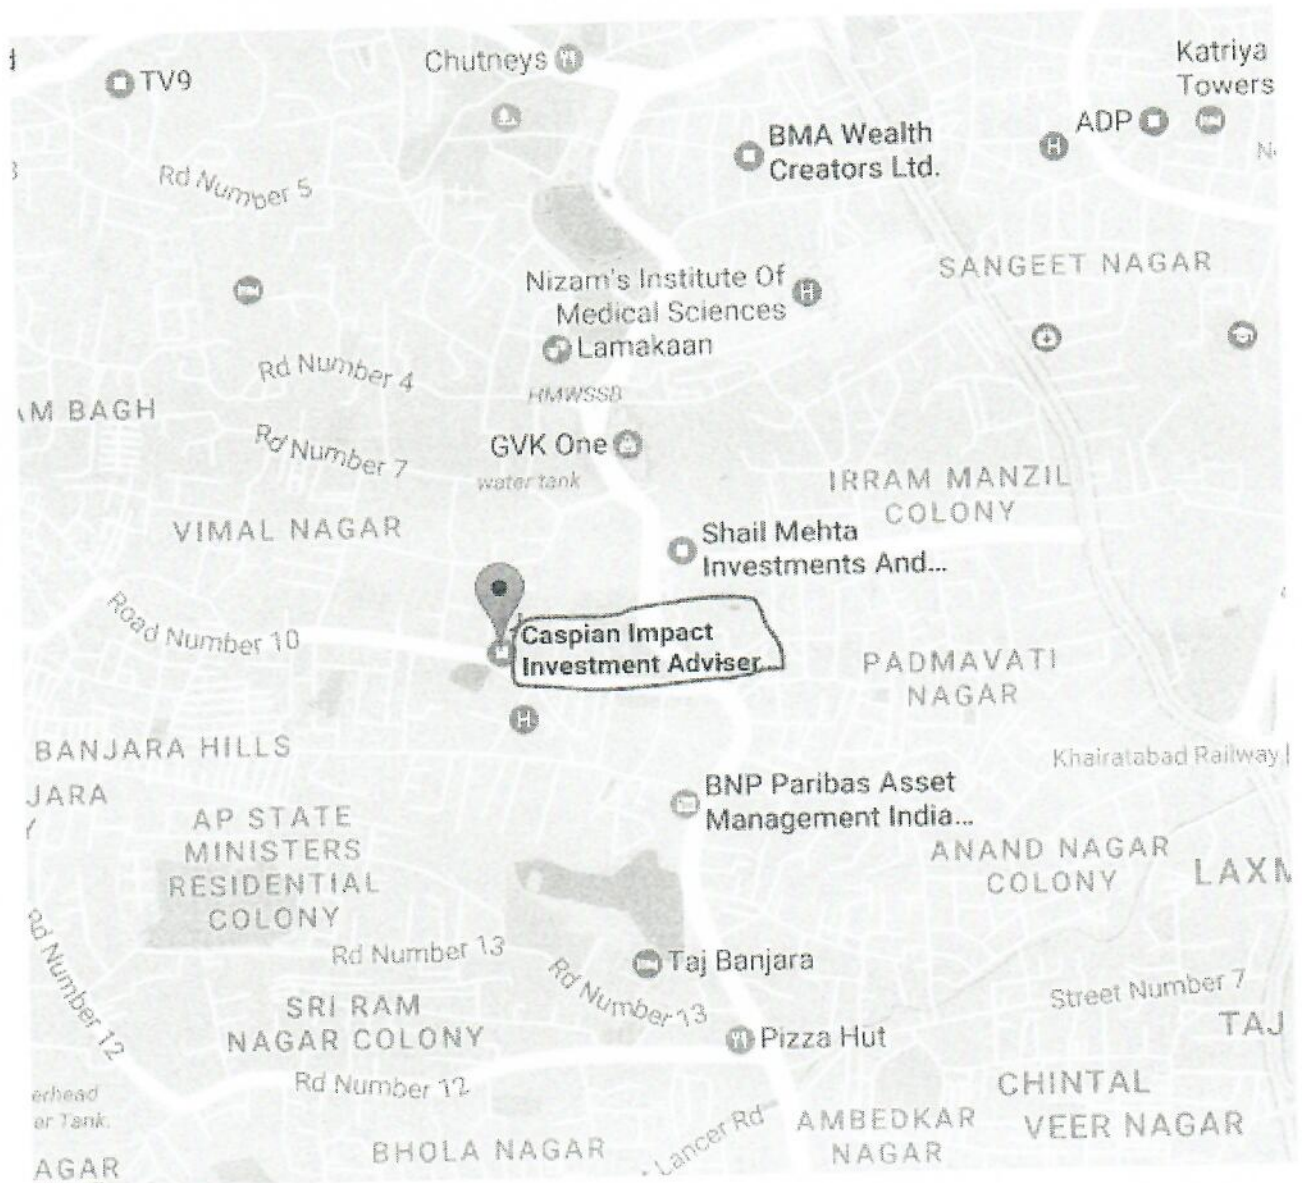 Chutneys
Katriya
Towers
TV9
ADP
BMA Wealth
Creators Ltd.
H
Rd Number 5
SANGEET NAGAR
Nizam's Institute Of
Medical Sciences
H
Lamakaan
Rd Number 4
HMWSSB
AM BAGH
Rd Number 7
GVK One
water tank
IRRAM MANZIL
COLONY
VIMAL NAGAR
Shail Mehta
Investments And...
Road Number 10
Caspian Impact
Investment Adviser...
PADMAVATI
NAGAR
H
BANJARA HILLS
Khairatabad Railway
JARA
BNP Paribas Asset
Management India...
AP STATE
MINISTERS
RESIDENTIAL
COLONY
ANAND NAGAR
COLONY
LAXM
Rd Number 12
Rd Number 13
Taj Banjara
Rd Number 13
Street Number 7
SRI RAM
NAGAR COLONY
TAJ
Pizza Hut
Rd Number 12
CHINTAL
erhead
er Tank.
VEER NAGAR
AMBEDKAR
NAGAR
Lancer Rd
BHOLA NAGAR
AGAR